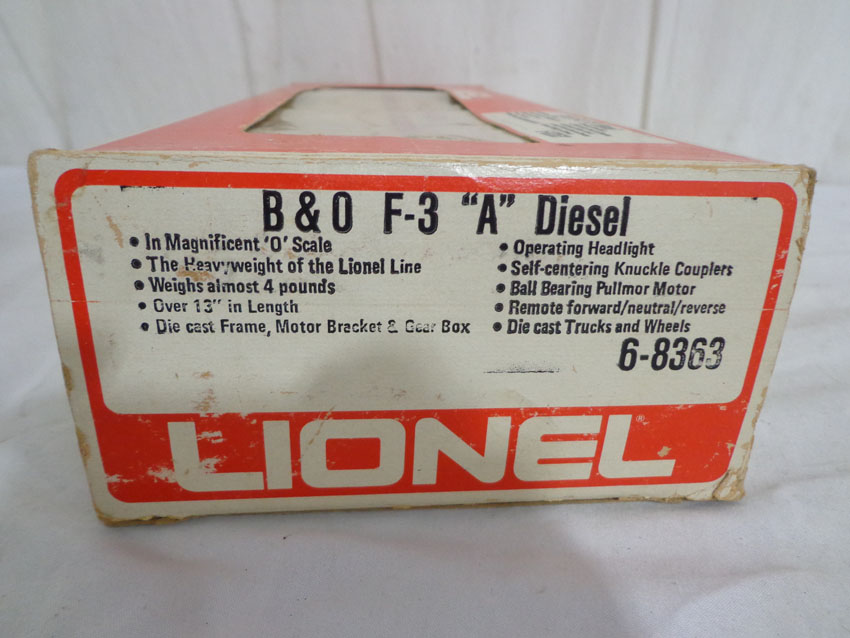 B & O F-3 "A" Diesel
• In Magnificent 'O' Scale
• The Heavyweight of the Lionel Line
• Weighs almost 4 pounds
• Over 13" in Length
• Die cast Frame, Motor Bracket & Gear Box
• Operating Headlight
• Self-centering Knuckle Couplers
• Ball Bearing Pullmor Motor
• Remote forward/neutral/reverse
• Die cast Trucks and Wheels
6-8363
LIONEL®